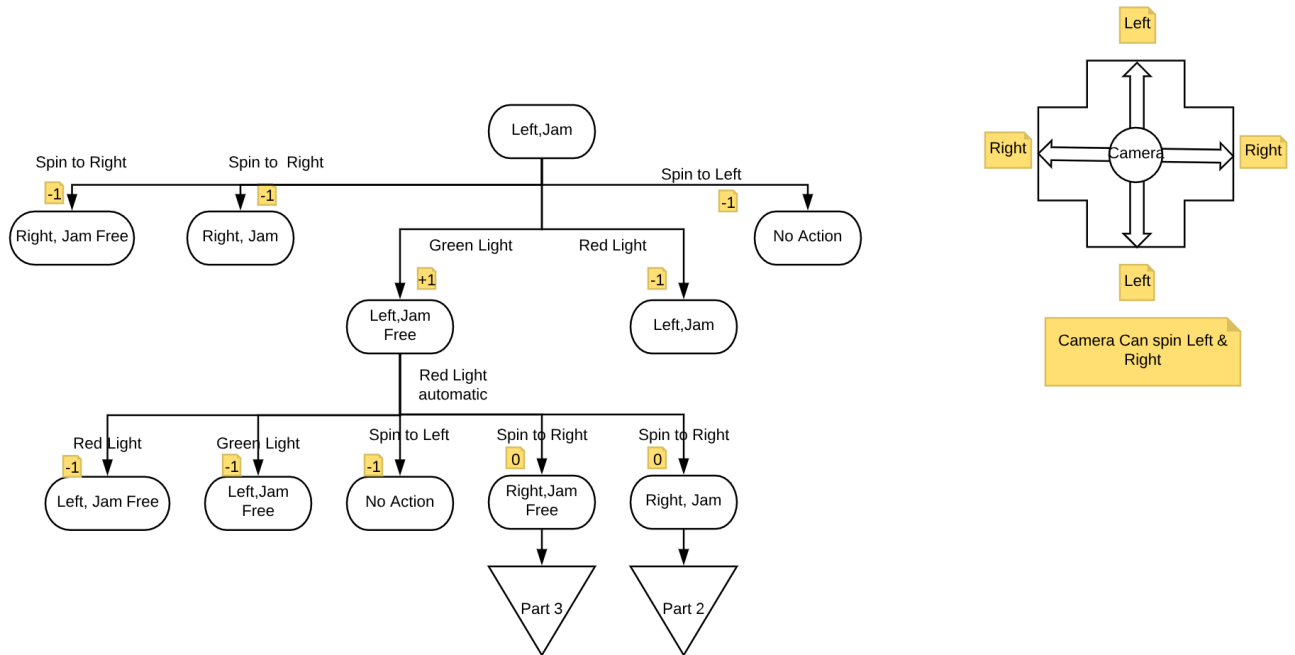 Left
Left,Jam
Spin to Right
Spin to  Right
Spin to Left
Right
Camera
Right
-1
-1
-1
Right, Jam Free
Right, Jam
No Action
Green Light
Red Light
+1
-1
Left
Left,Jam
Free
Left,Jam
Camera Can spin Left &
Right
Red Light
automatic
Red Light
Green Light
Spin to Left
Spin to Right
Spin to Right
-1
-1
-1
0
0
Left, Jam Free
Left,Jam
Free
No Action
Right,Jam
Free
Right, Jam
Part 3
Part 2